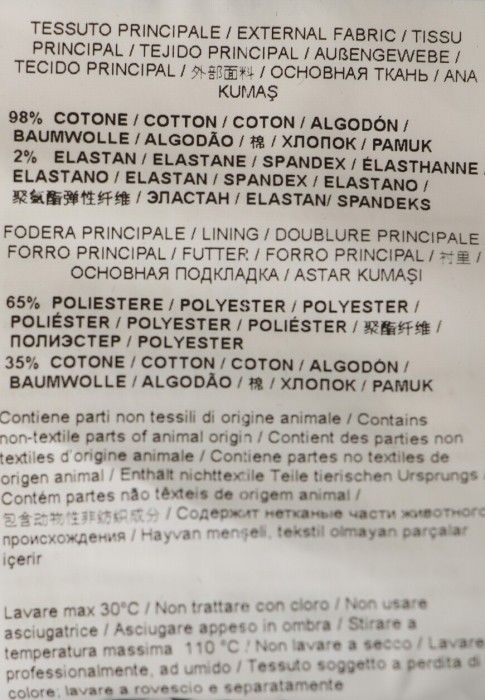 TESSUTO PRINCIPALE / EXTERNAL FABRIC / TISSU
PRINCIPAL / TEJIDO PRINCIPAL / AUßENGEWEBE /
TECIDO PRINCIPAL / 外部面料 / ОСНОВНАЯ ТКАНЬ / ANA
KUMAŞ
98% COTONE / COTTON / COTON / ALGODÓN /
BAUMWOLLE / ALGODÃO / 棉 / ХЛОПОК / PAMUK
2% ELASTAN / ELASTANE / SPANDEX / ÉLASTHANNE
ELASTANO / ELASTAN / SPANDEX / ELASTANO /
聚氨酯弹性纤维 / ЭЛАСТАН / ELASTAN/ SPANDEKS
FODERA PRINCIPALE / LINING / DOUBLURE PRINCIPALE
FORRO PRINCIPAL / FUTTER / FORRO PRINCIPAL / 衬里 /
ОСНОВНАЯ ПОДКЛАДКА / ASTAR KUMAŞI
65% POLIESTERE / POLYESTER / POLYESTER /
POLIÉSTER / POLYESTER / POLIÉSTER / 聚酯纤维 /
ПОЛИЭСТЕР / POLYESTER
35% COTONE / COTTON / COTON / ALGODÓN /
BAUMWOLLE / ALGODÃO / 棉 / ХЛОПОК / PAMUK
Contiene parti non tessili di origine animale / Contains
non-textile parts of animal origin / Contient des parties non
textiles d'origine animale / Contiene partes no textiles de
origen animal / Enthält nichttextile Teile tierischen Ursprungs
Contém partes não têxteis de origem animal /
包含动物性非纺织成分 / Содержит нетканые части животного
происхождения / Hayvan menşeli, tekstil olmayan parçalar
içerir
Lavare max 30°C / Non trattare con cloro / Non usare
asciugatrice / Asciugare appeso in ombra / Stirare a
temperatura massima 110 °C / Non lavare a secco / Lavare
professionalmente, ad umido / Tessuto soggetto a perdita di
colore; lavare a rovescio e separatamente